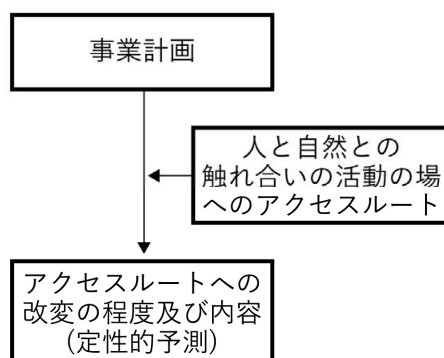 事業計画
人と自然との
触れ合いの活動の場
へのアクセスルート
アクセスルートへの
改変の程度及び内容
(定性的予測)